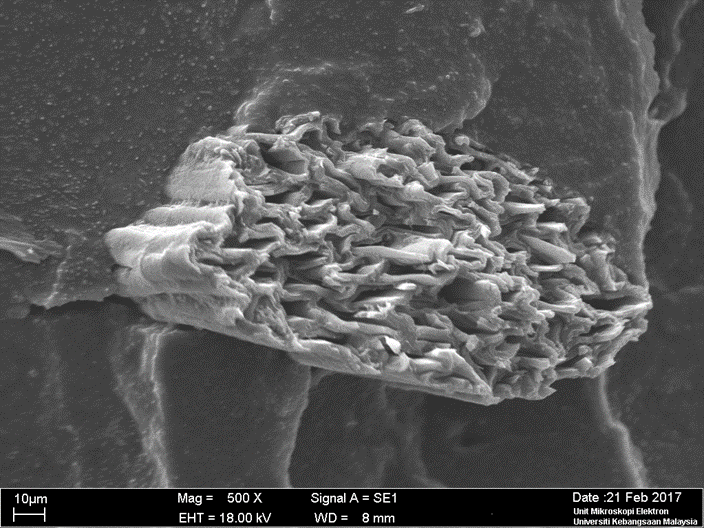 10µm
Mag = 500 X
Signal A = SE1
Date :21 Feb 2017
EHT = 18.00 kV
WD = 8 mm
Unit Mikroskopi Elektron
Universiti Kebangsaan Malaysia